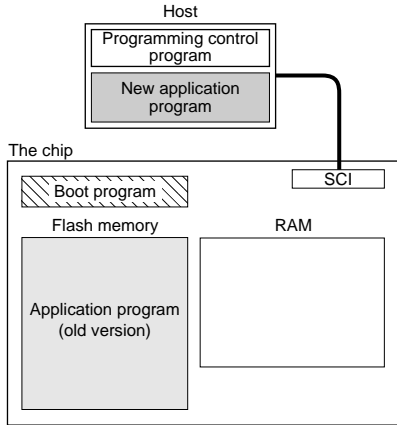 Host
Programming control
program
New application
program
The chip
SCI
Boot program
Flash memory
RAM
Application program
(old version)